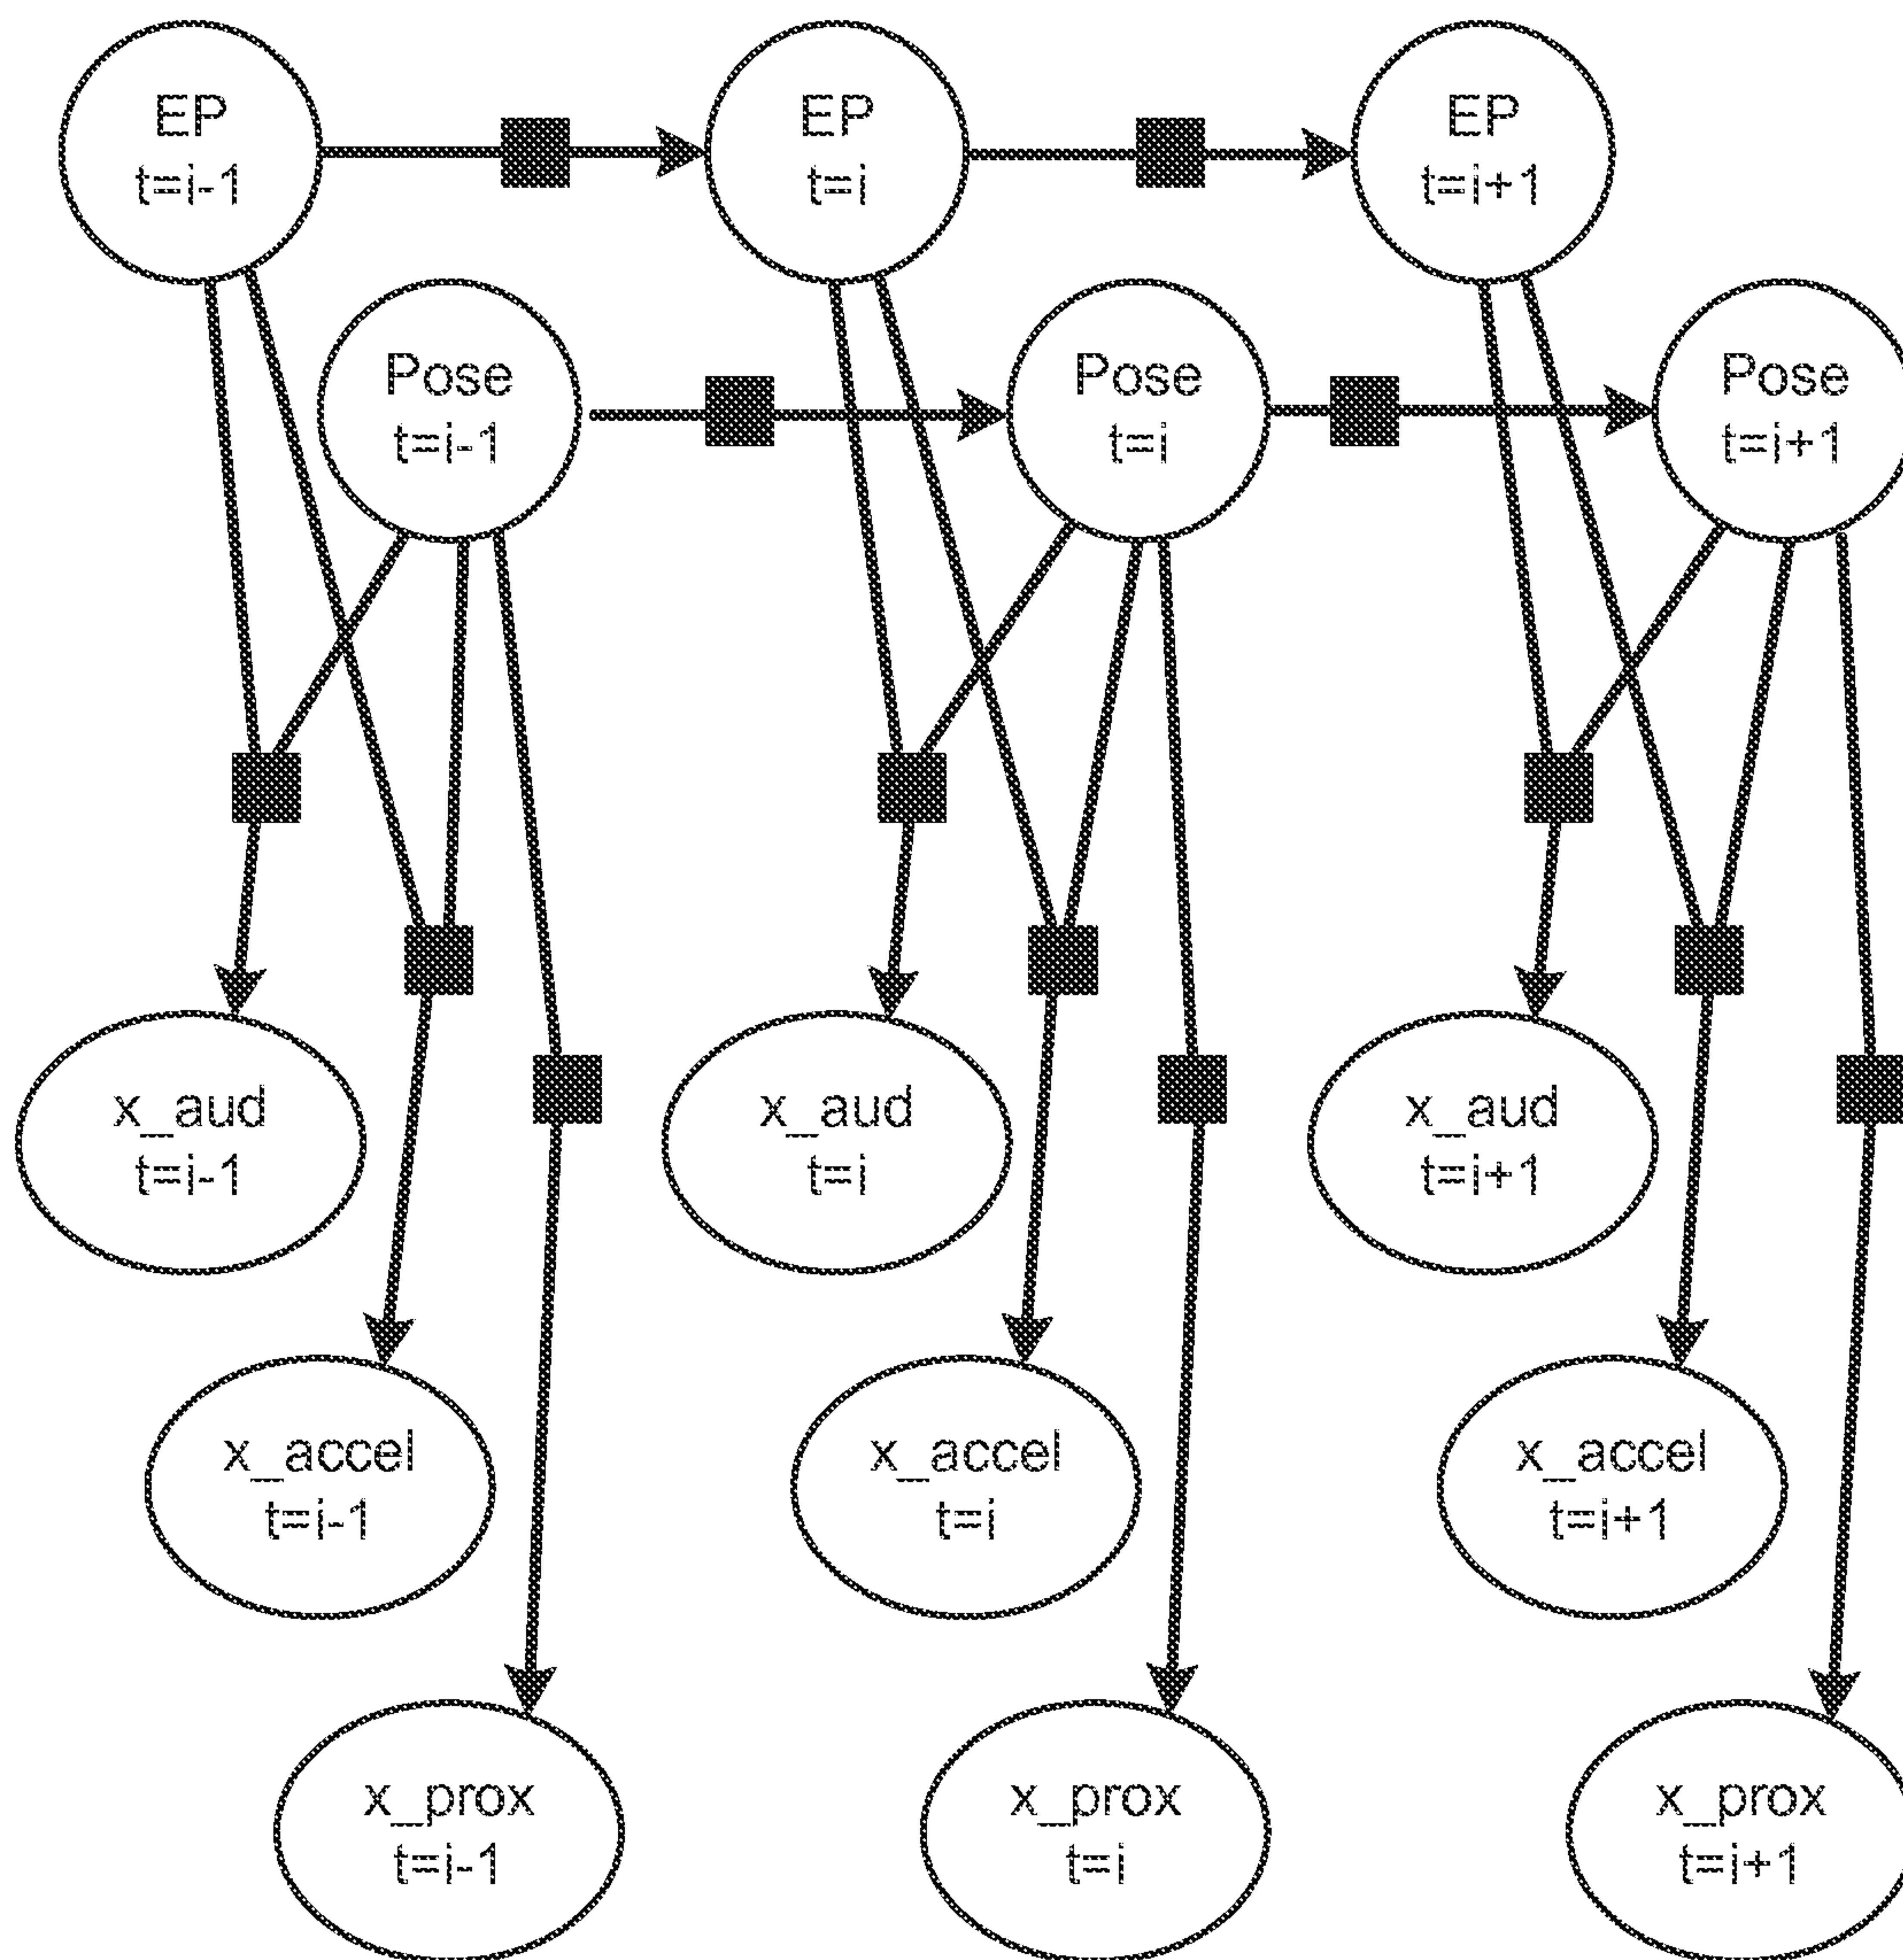 EP
t=i-1
EP
t=i
EP
t=i+1
Pose
t=i-1
Pose
t=i
Pose
t=i+1
x_aud
t=i-1
x_aud
t=i
x_aud
t=i+1
x_accel
t=i-1
x_accel
t=i
x_accel
t=i+1
x_prox
t=i-1
x_prox
t=i
x_prox
t=i+1